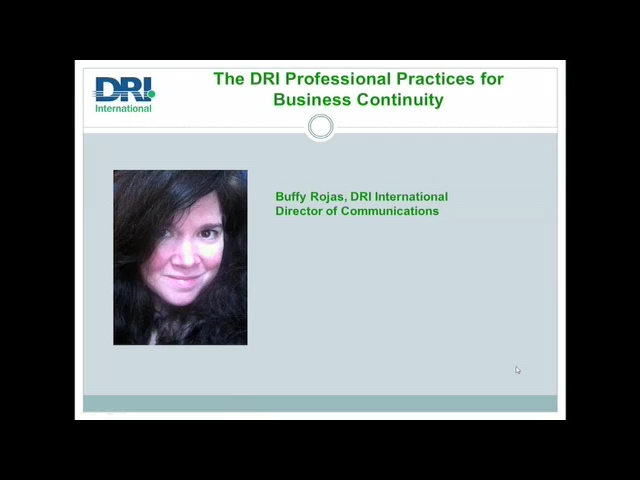 DRI
International
The DRI Professional Practices for
Business Continuity
Buffy Rojas, DRI International
Director of Communications